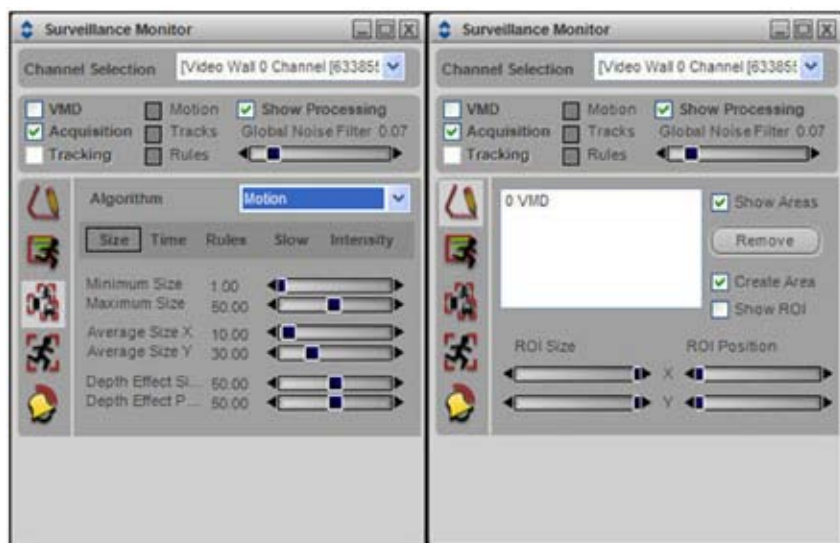 Surveillance Monitor
Channel Selection [Video Wall 0 Channel [633855
VMD Motion Show Processing
Acquisition Tracks Global Noise Filter 0.07
Tracking Rules
Algorithm Motion
Size Time Rules Slow Intensity
Minimum Size 1.00
Maximum Size 50.00
Average Size X 10.00
Average Size Y 30.00
Depth Effect Si... 50.00
Depth Effect P... 50.00
Surveillance Monitor
Channel Selection [Video Wall 0 Channel [633855
VMD Motion Show Processing
Acquisition Tracks Global Noise Filter 0.07
Tracking Rules
0 VMD Show Areas
Remove
Create Area
Show ROI
ROI Size ROI Position
X
Y